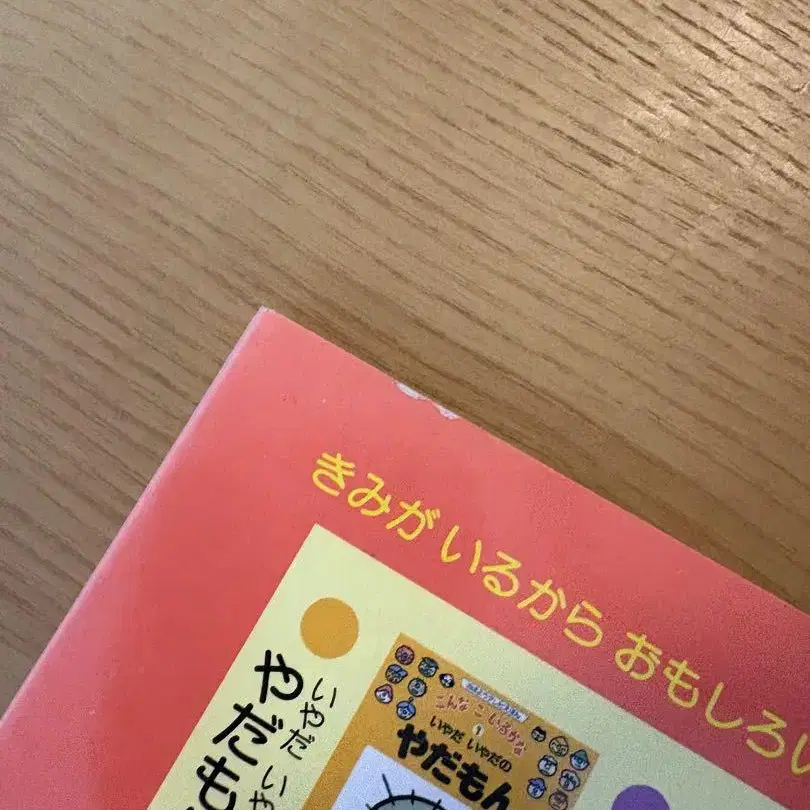 きみが いるから おもしろい
いやだ いや
やだも
こんな こ いるかな
1
いやだ いやだの
やだもん